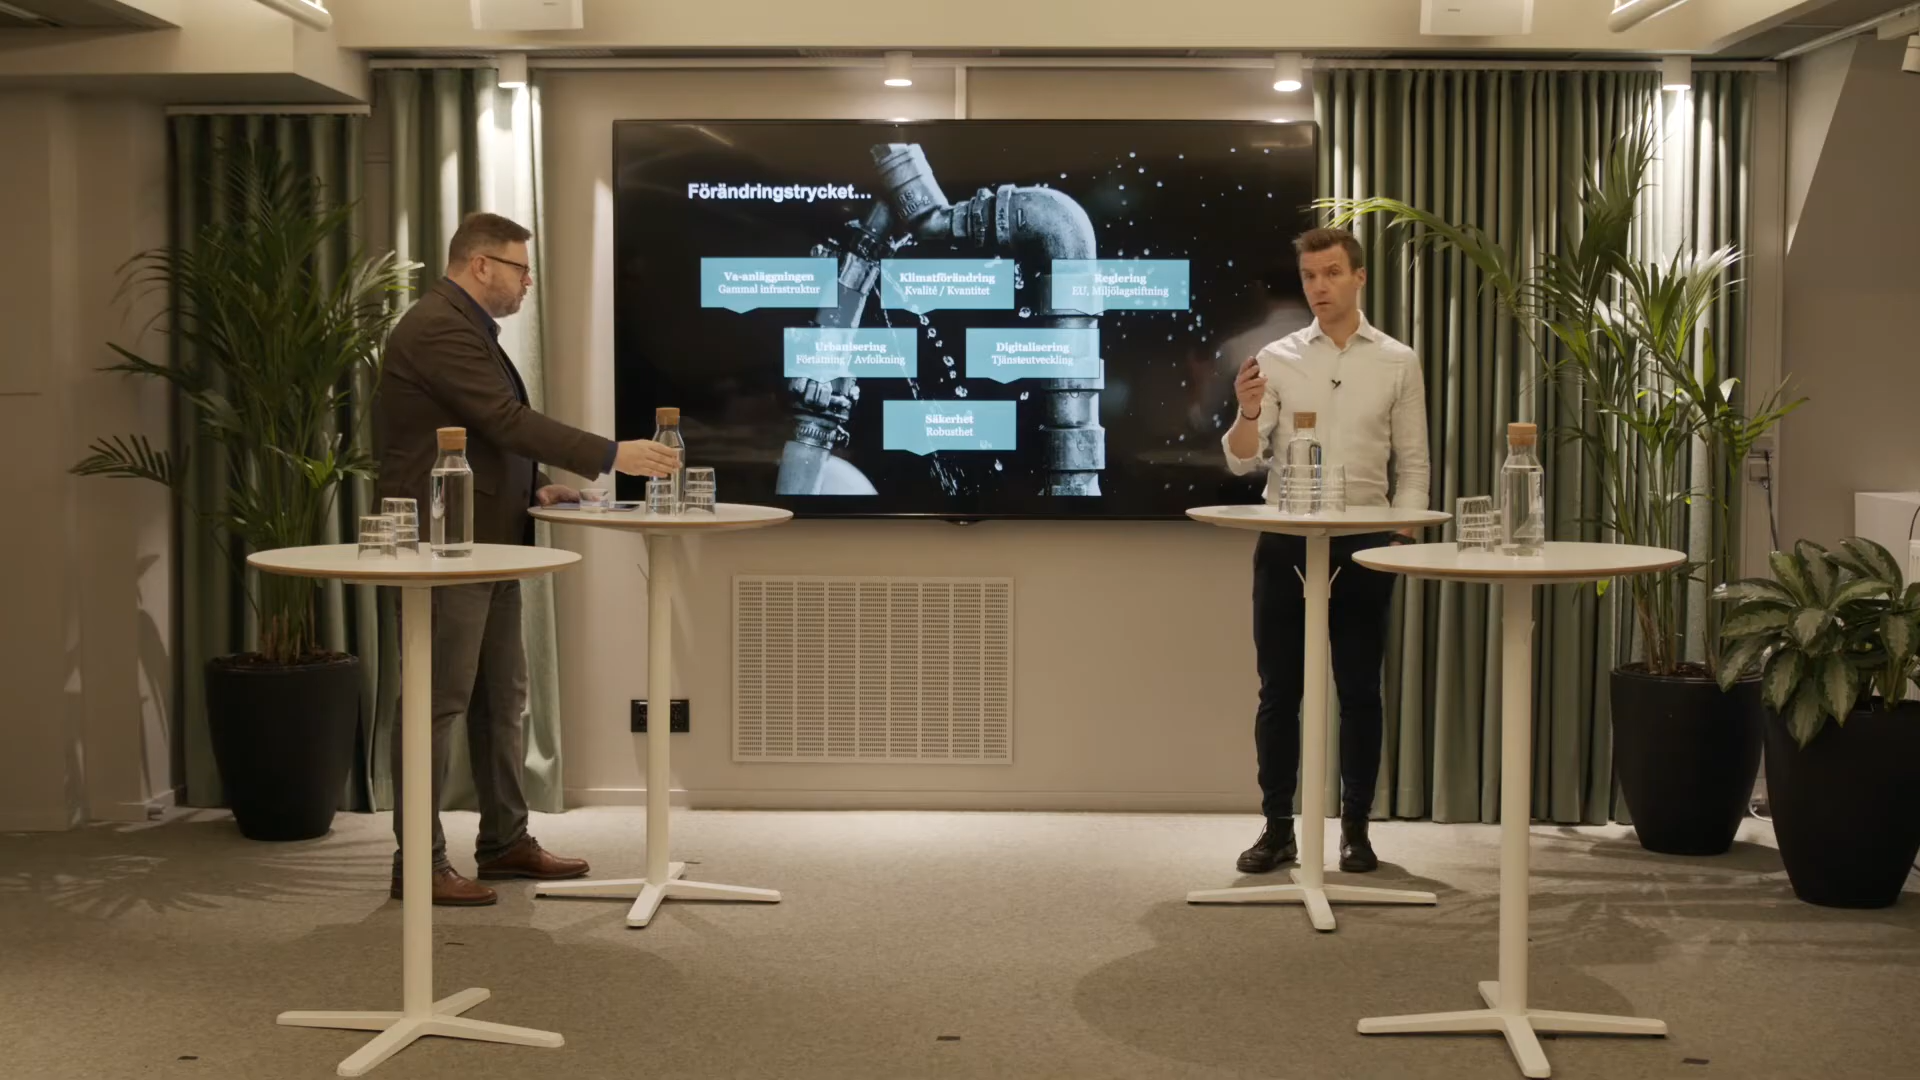 Förändringstrycket...
Va-anläggningen
Gammal infrastruktur
Klimatförändring
Kvalité / Kvantitet
Reglering
EU, Miljölagstiftning
Urbanisering
Förtätning / Avfolkning
Digitalisering
Tjänsteutveckling
Säkerhet
Robusthet